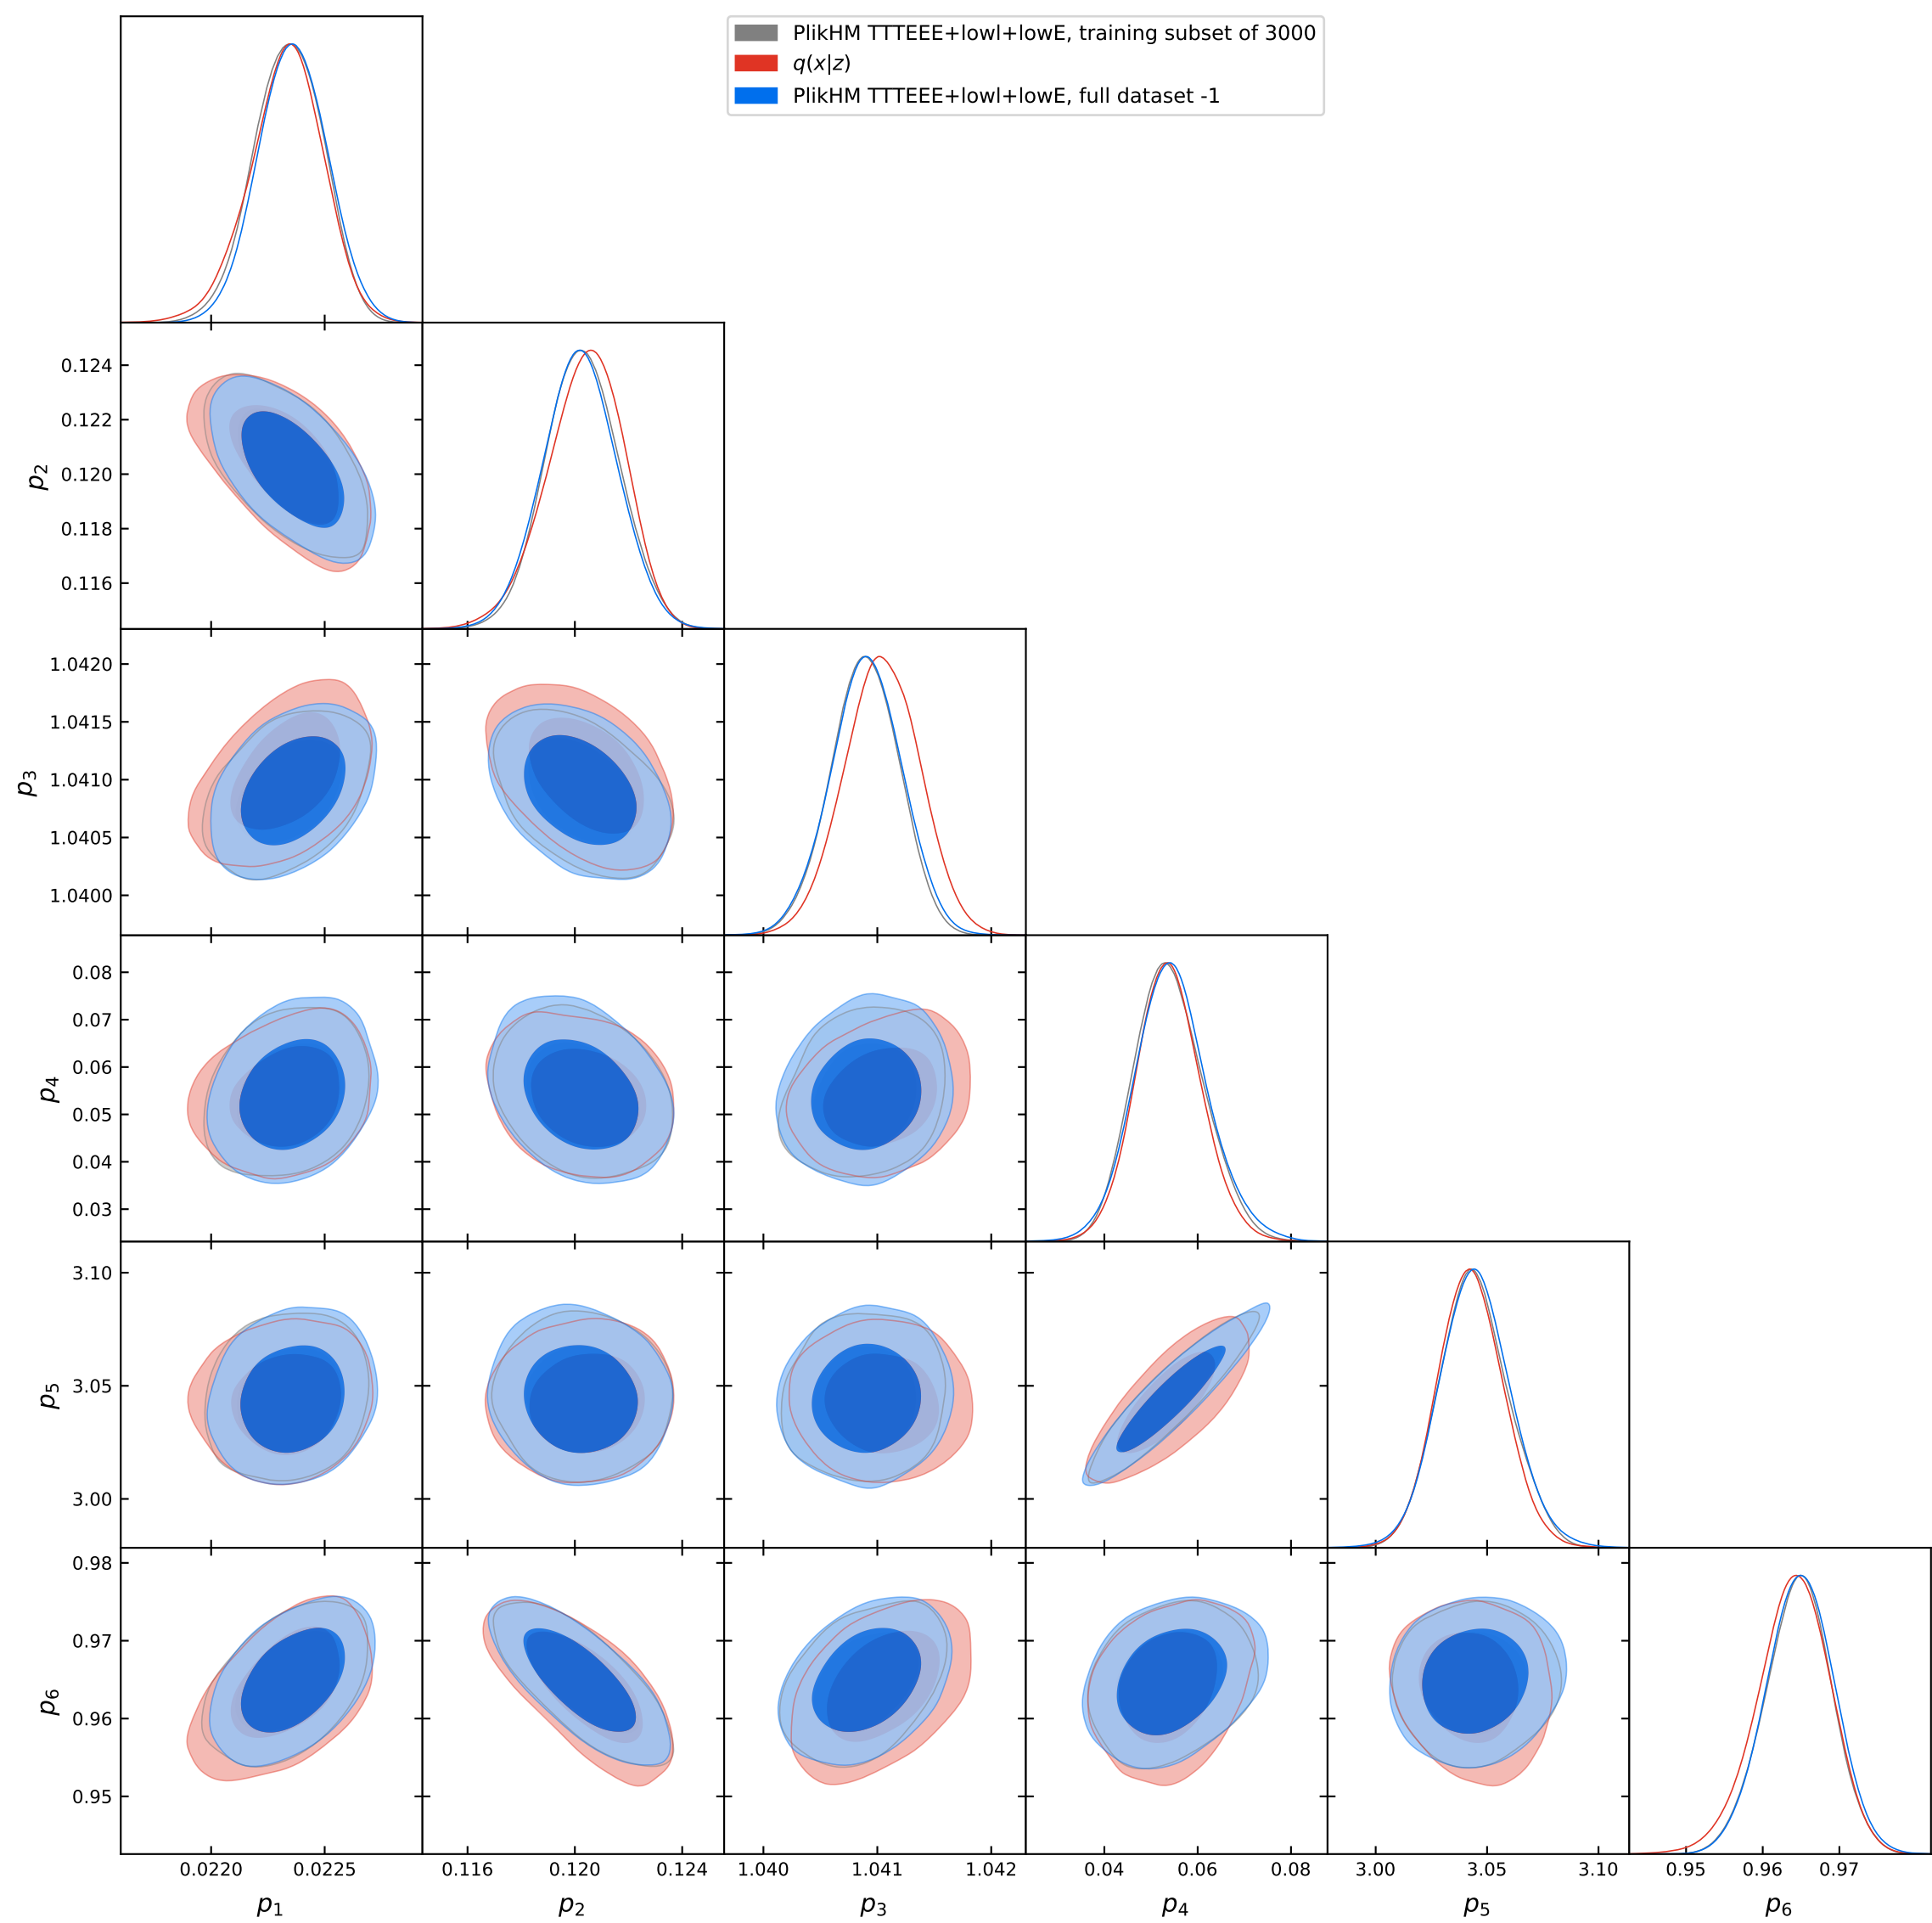 PlikHM TTTEEE+lowl+lowE, training subset of 3000
q(x|z)
PlikHM TTTEEE+lowl+lowE, full dataset -1
0.124
0.122
0.120
0.118
0.116
p2
1.0420
1.0415
1.0410
1.0405
1.0400
p3
0.08
0.07
0.06
0.05
0.04
0.03
p4
3.10
3.05
3.00
p5
0.98
0.97
0.96
0.95
p6
0.0220 0.0225 0.116 0.120 0.124 1.040 1.041 1.042 0.04 0.06 0.08 3.00 3.05 3.10 0.95 0.96 0.97
p1 p2 p3 p4 p5 p6